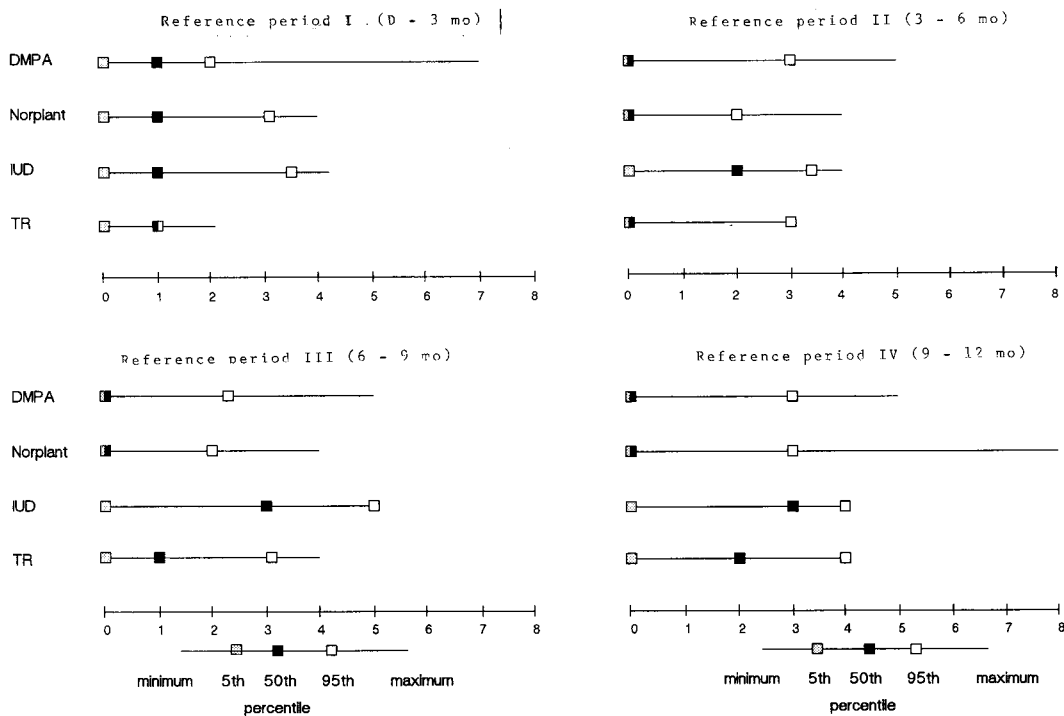 Reference period I . (D - 3 mo)
Reference period II (3 - 6 mo)
DMPA
Norplant
IUD
TR
0 1 2 3 4 5 6 7 8
0 1 2 3 4 5 6 7 8
Reference period III (6 - 9 mo)
Reference period IV (9 - 12 mo)
DMPA
Norplant
IUD
TR
0 1 2 3 4 5 6 7 8
0 1 2 3 4 5 6 7 8
minimum 5th 50th 95th maximum
percentile
minimum 5th 50th 95th maximum
percentile